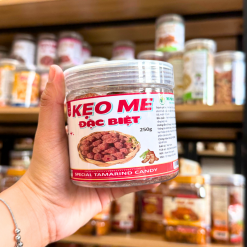 KẸO ME
ĐẶC BIỆT
250g
SPECIAL TAMARIND CANDY